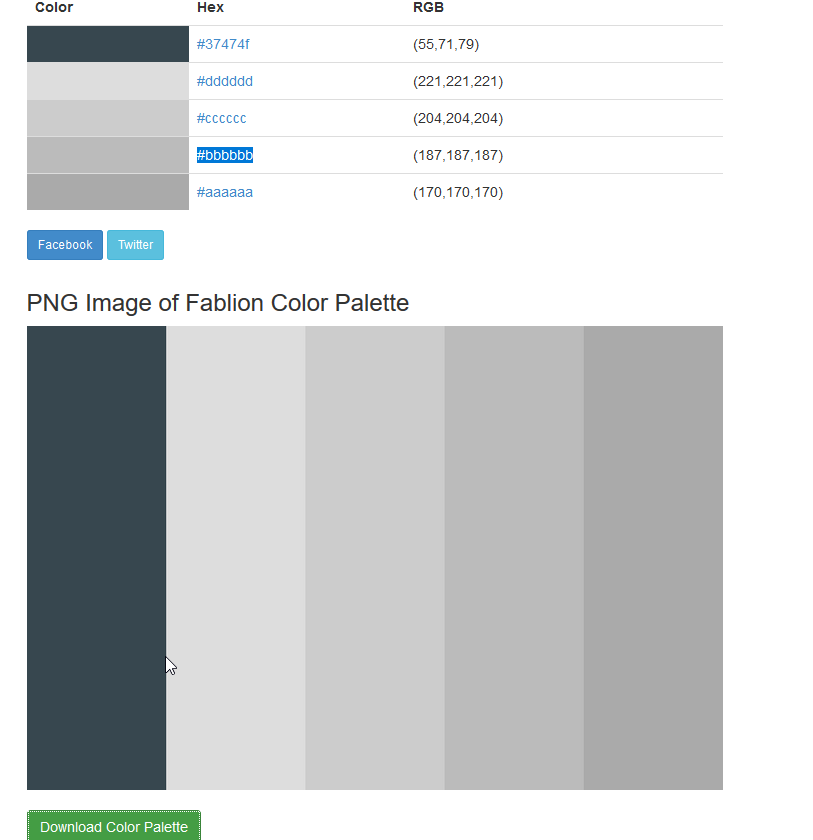 Color Hex RGB
#37474f (55,71,79)
#dddddd (221,221,221)
#cccccc (204,204,204)
#bbbbbb (187,187,187)
#aaaaaa (170,170,170)
Facebook Twitter
PNG Image of Fablion Color Palette
Download Color Palette